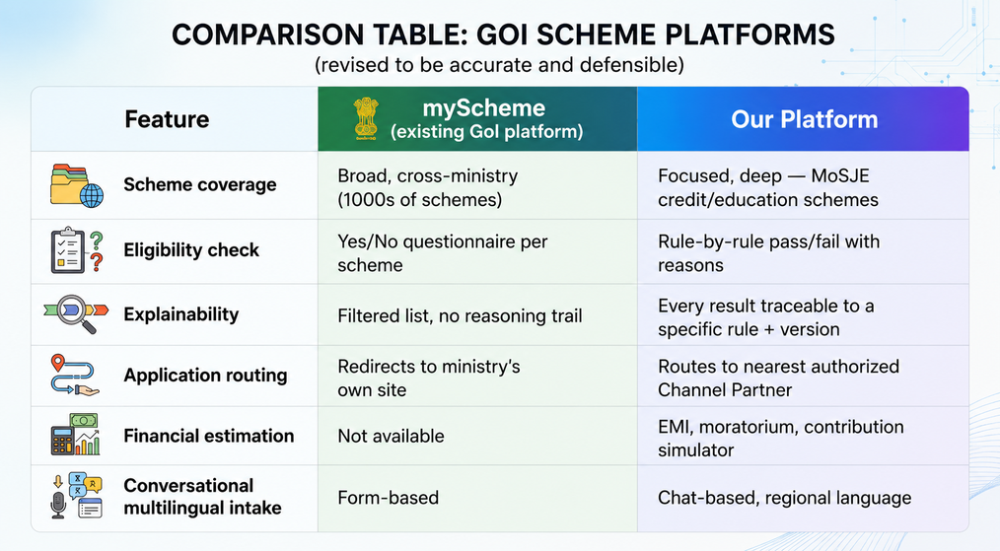 COMPARISON TABLE: GOI SCHEME PLATFORMS
(revised to be accurate and defensible)
Feature
myScheme
(existing GoI platform)
Our Platform
Scheme coverage
Broad, cross-ministry
(1000s of schemes)
Focused, deep — MoSJE
credit/education schemes
Eligibility check
Yes/No questionnaire per
scheme
Rule-by-rule pass/fail with
reasons
Explainability
Filtered list, no reasoning trail
Every result traceable to a
specific rule + version
Application routing
Redirects to ministry's
own site
Routes to nearest authorized
Channel Partner
Financial estimation
Not available
EMI, moratorium, contribution
simulator
Conversational
multilingual intake
Form-based
Chat-based, regional language